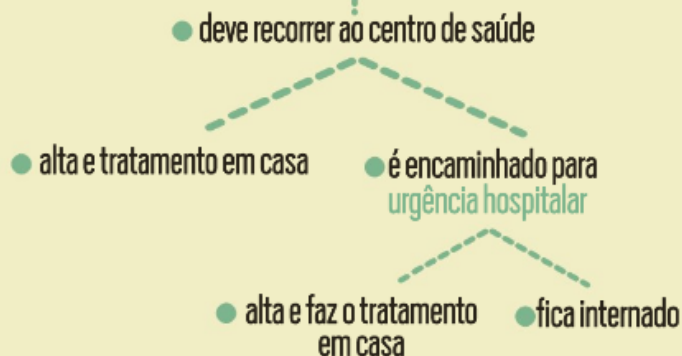 deve recorrer ao centro de saúde
alta e tratamento em casa
é encaminhado para
urgência hospitalar
alta e faz o tratamento
em casa
fica internado